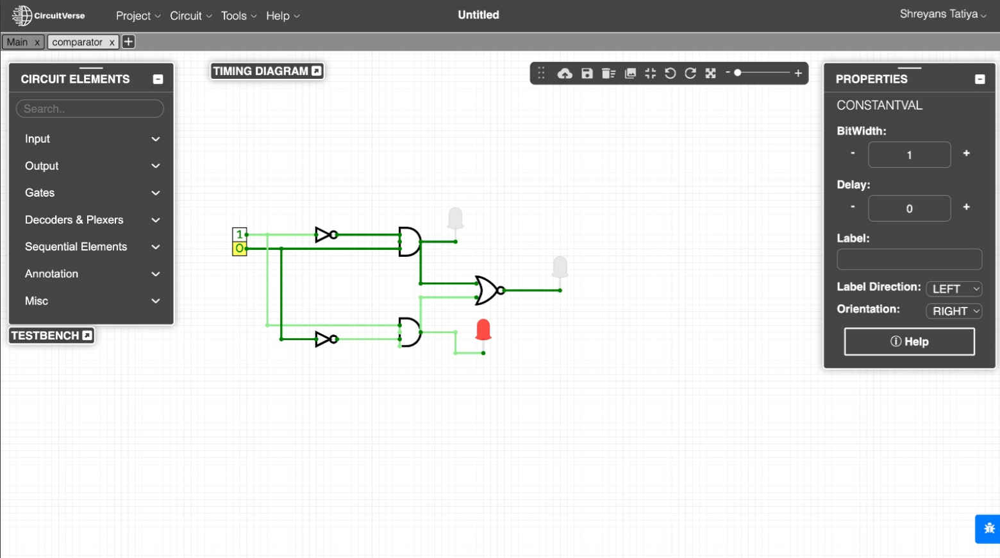 CircuitVerse Project Circuit Tools Help Untitled Shreyans Tatiya
Main x comparator x +
CIRCUIT ELEMENTS
Search..
Input
Output
Gates
Decoders & Plexers
Sequential Elements
Annotation
Misc
TESTBENCH
TIMING DIAGRAM
- +
1
0
PROPERTIES
CONSTANTVAL
BitWidth:
- 1 +
Delay:
- 0 +
Label:
Label Direction: LEFT
Orientation: RIGHT
Help